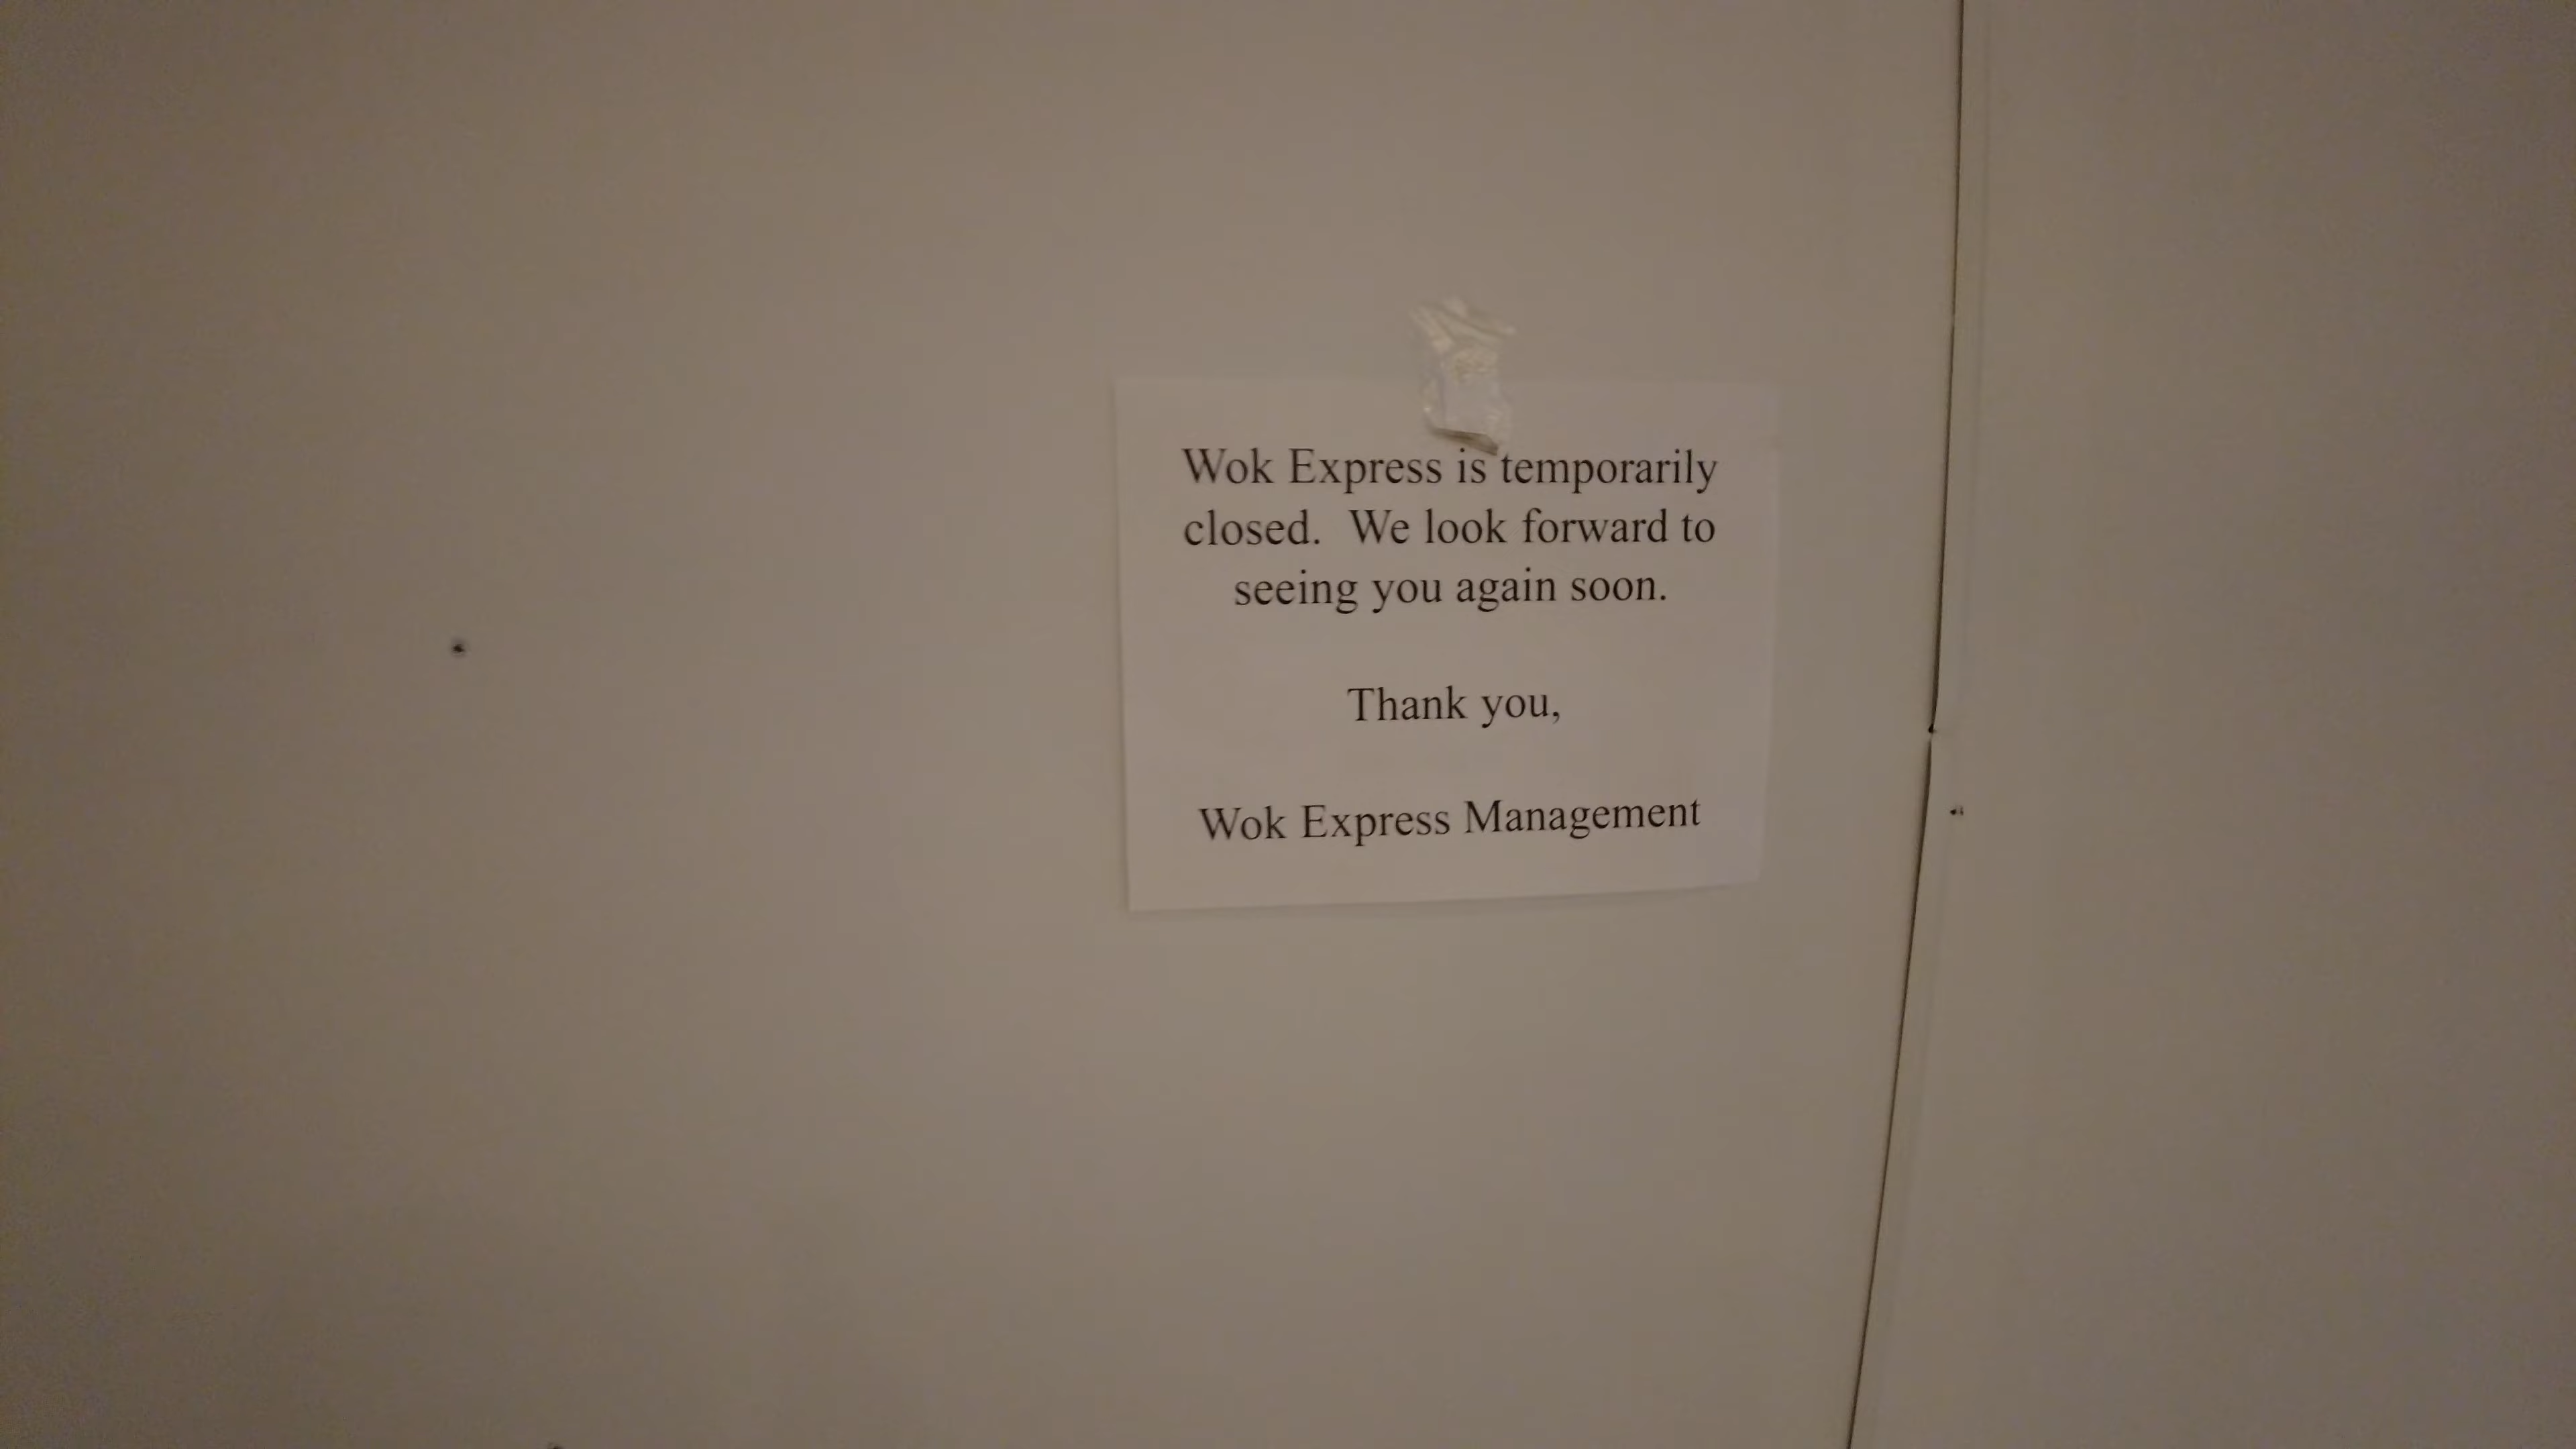 Wok Express is temporarily
closed.  We look forward to
seeing you again soon.
Thank you,
Wok Express Management